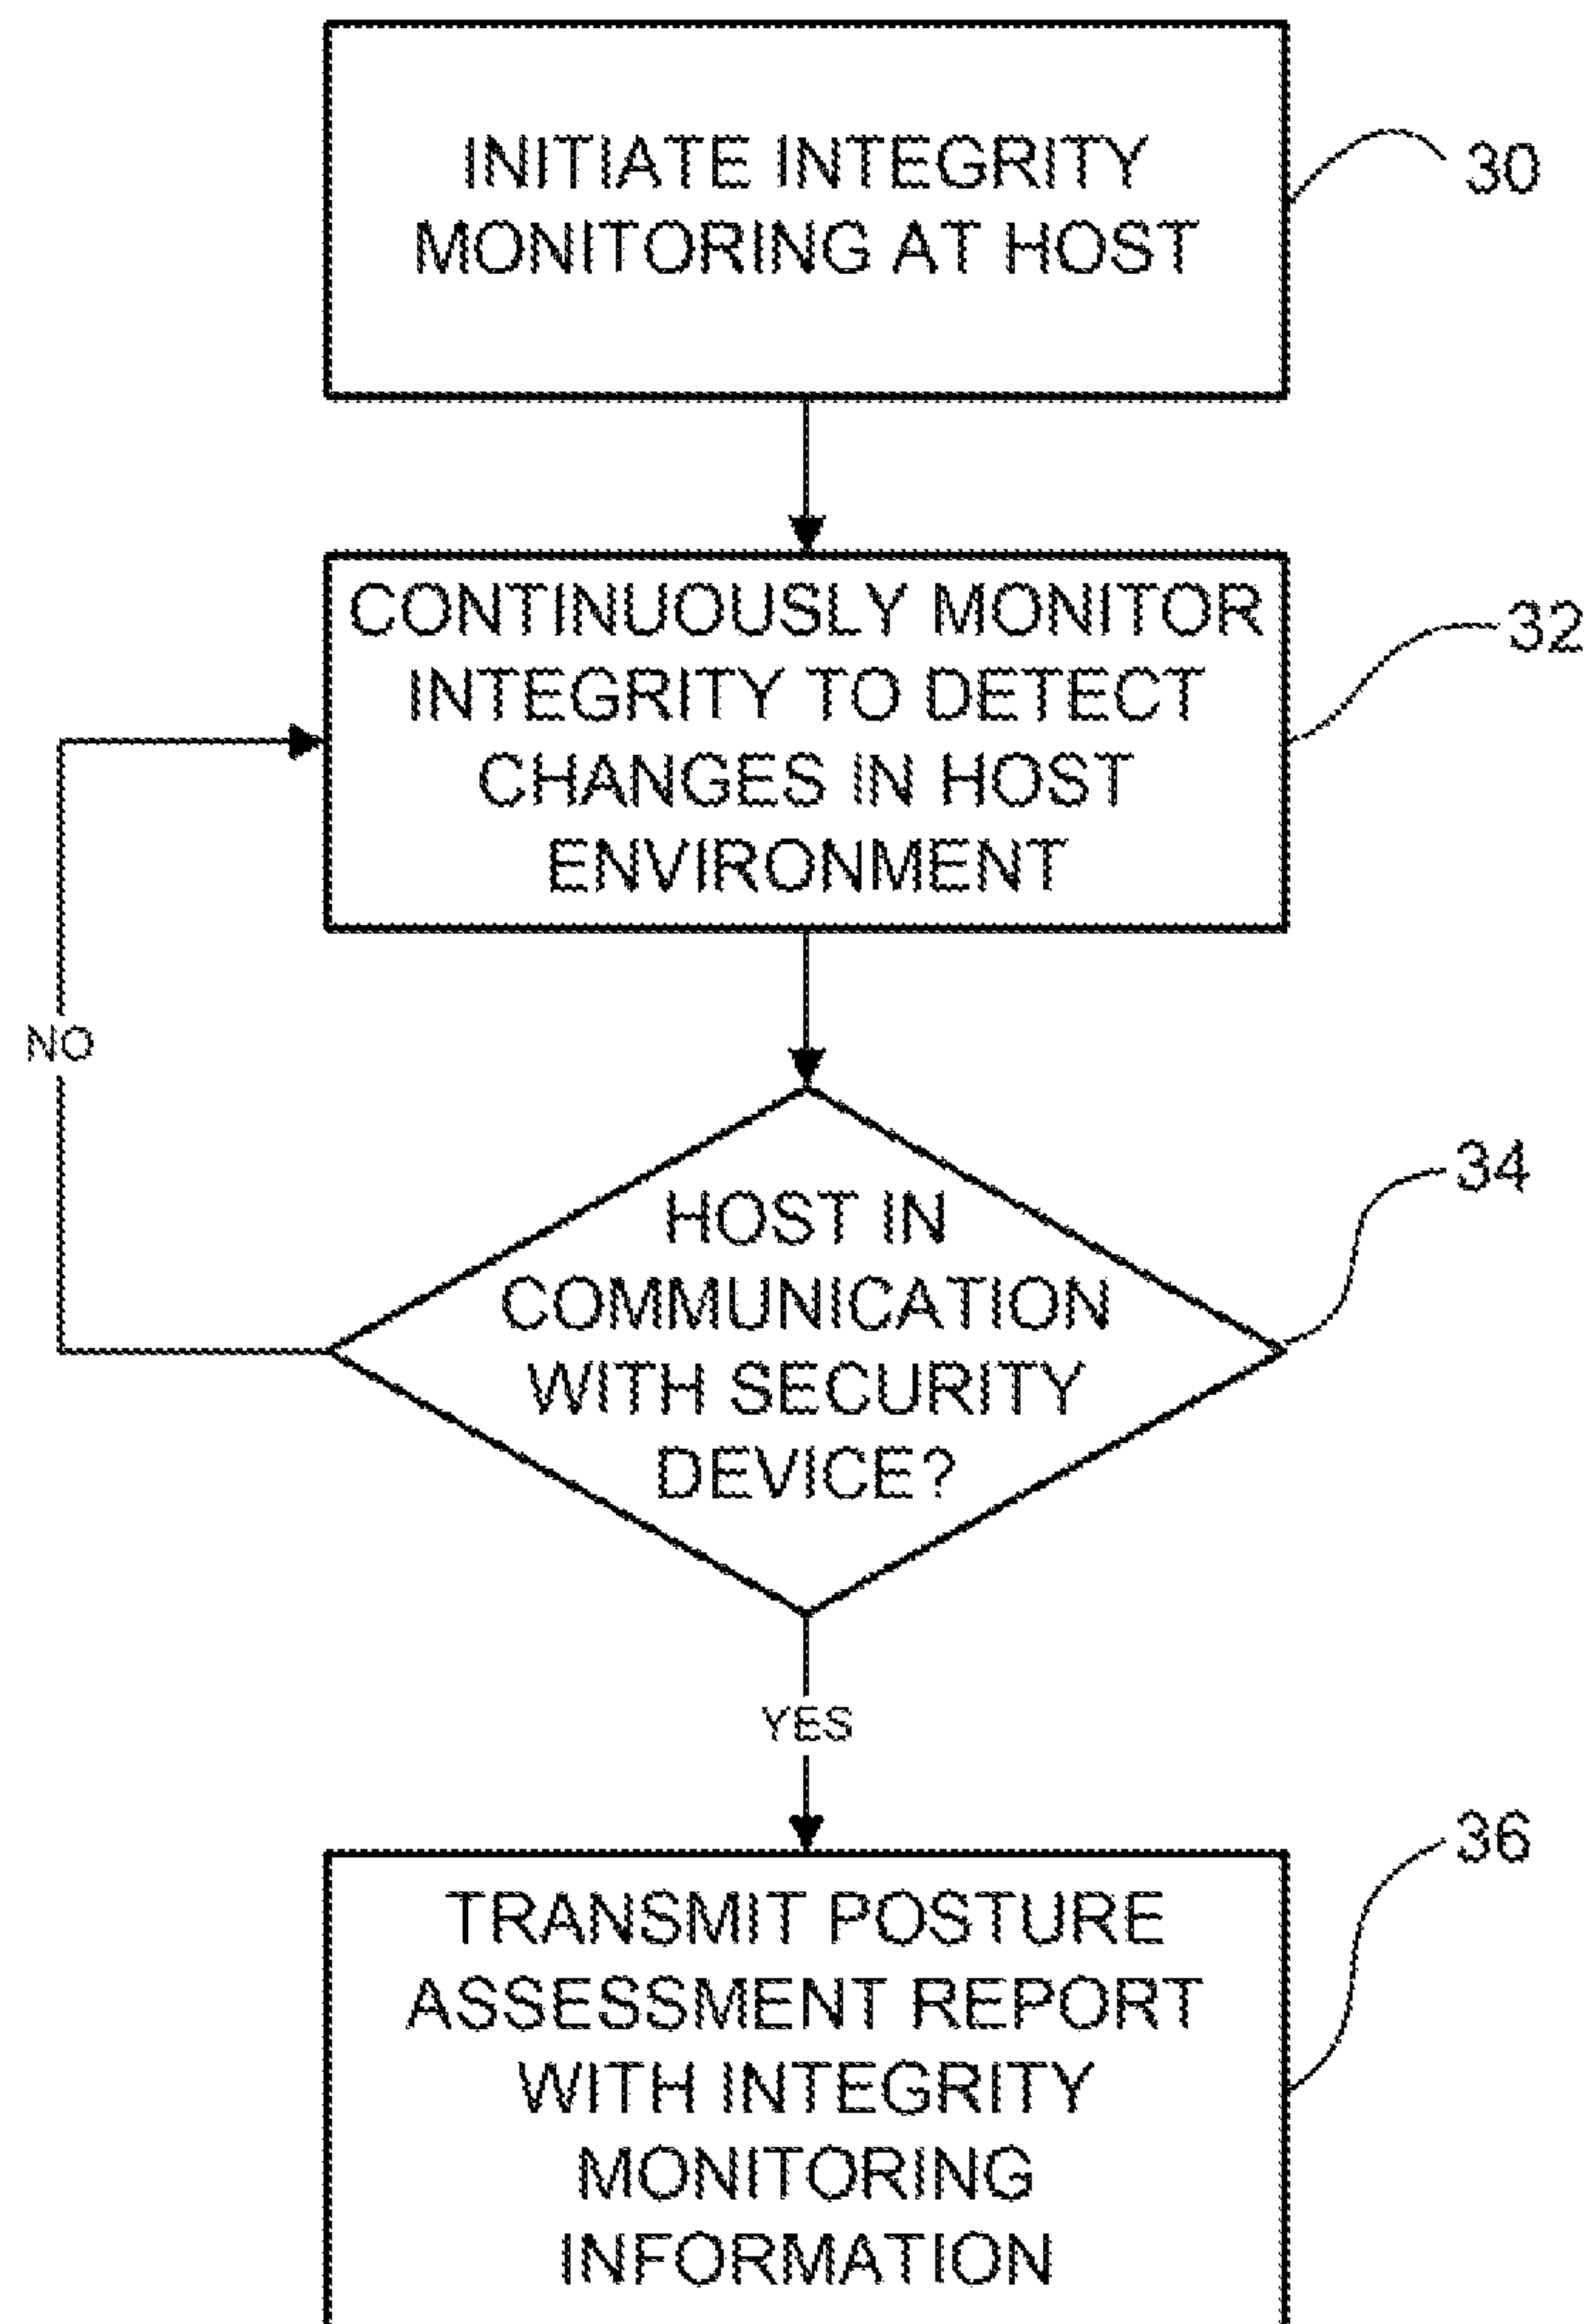 INITIATE INTEGRITY
MONITORING AT HOST
30
CONTINUOUSLY MONITOR
INTEGRITY TO DETECT
CHANGES IN HOST
ENVIRONMENT
32
NO
HOST IN
COMMUNICATION
WITH SECURITY
DEVICE?
34
YES
TRANSMIT POSTURE
ASSESSMENT REPORT
WITH INTEGRITY
MONITORING
INFORMATION
36